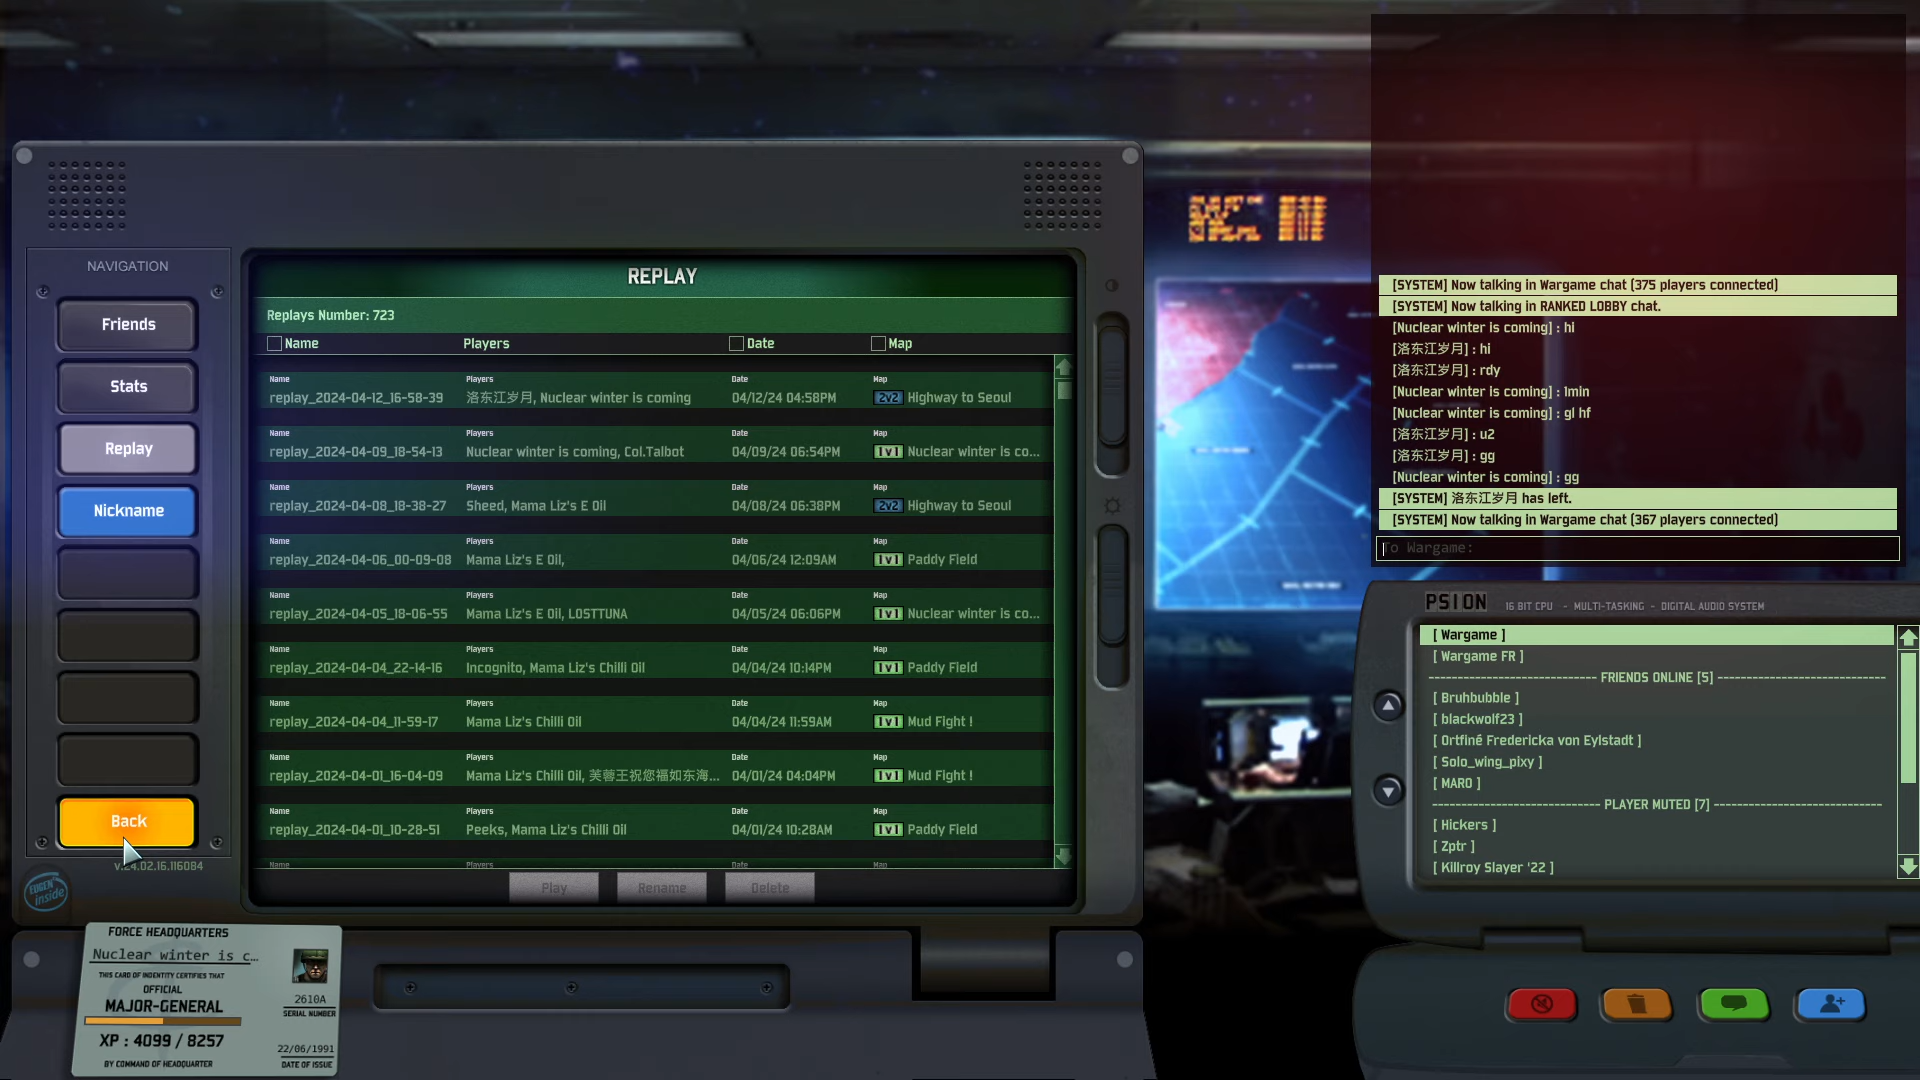 NAVIGATION
Friends
Stats
Replay
Nickname
Back
v.24.02.16.116084
REPLAY
Replays Number: 723
Name Players Date Map
Name Players Date Map
replay_2024-04-12_16-58-39 洛东江岁月, Nuclear winter is coming 04/12/24 04:58PM 2v2 Highway to Seoul
Name Players Date Map
replay_2024-04-09_18-54-13 Nuclear winter is coming, Col.Talbot 04/09/24 06:54PM 1v1 Nuclear winter is co...
Name Players Date Map
replay_2024-04-08_18-38-27 Sheed, Mama Liz's E Oil 04/08/24 06:38PM 2v2 Highway to Seoul
Name Players Date Map
replay_2024-04-06_00-09-08 Mama Liz's E Oil, 04/06/24 12:09AM 1v1 Paddy Field
Name Players Date Map
replay_2024-04-05_18-06-55 Mama Liz's E Oil, LOSTTUNA 04/05/24 06:06PM 1v1 Nuclear winter is co...
Name Players Date Map
replay_2024-04-04_22-14-16 Incognito, Mama Liz's Chilli Oil 04/04/24 10:14PM 1v1 Paddy Field
Name Players Date Map
replay_2024-04-04_11-59-17 Mama Liz's Chilli Oil 04/04/24 11:59AM 1v1 Mud Fight !
Name Players Date Map
replay_2024-04-01_16-04-09 Mama Liz's Chilli Oil, 芙蓉王祝您福如东海... 04/01/24 04:04PM 1v1 Mud Fight !
Name Players Date Map
replay_2024-04-01_10-28-51 Peeks, Mama Liz's Chilli Oil 04/01/24 10:28AM 1v1 Paddy Field
Name Players Date Map
Play Rename Delete
EUGEN inside
FORCE HEADQUARTERS
Nuclear winter is c...
THIS CARD OF INDENTITY CERTIFIES THAT
OFFICIAL
MAJOR-GENERAL
XP : 4099 / 8257
BY COMMAND OF HEADQUARTER
2610A
SERIAL NUMBER
22/06/1991
DATE OF ISSUE
[SYSTEM] Now talking in Wargame chat (375 players connected)
[SYSTEM] Now talking in RANKED LOBBY chat.
[Nuclear winter is coming] : hi
[洛东江岁月] : hi
[洛东江岁月] : rdy
[Nuclear winter is coming] : 1min
[Nuclear winter is coming] : gl hf
[洛东江岁月] : u2
[洛东江岁月] : gg
[Nuclear winter is coming] : gg
[SYSTEM] 洛东江岁月 has left.
[SYSTEM] Now talking in Wargame chat (367 players connected)
To Wargame:
PSION 16 BIT CPU - MULTI-TASKING - DIGITAL AUDIO SYSTEM
[ Wargame ]
[ Wargame FR ]
FRIENDS ONLINE [5]
[ Bruhbubble ]
[ blackwolf23 ]
[ Ortfiné Fredericka von Eylstadt ]
[ Solo_wing_pixy ]
[ MARO ]
PLAYER MUTED [7]
[ Hickers ]
[ Zptr ]
[ Killroy Slayer '22 ]